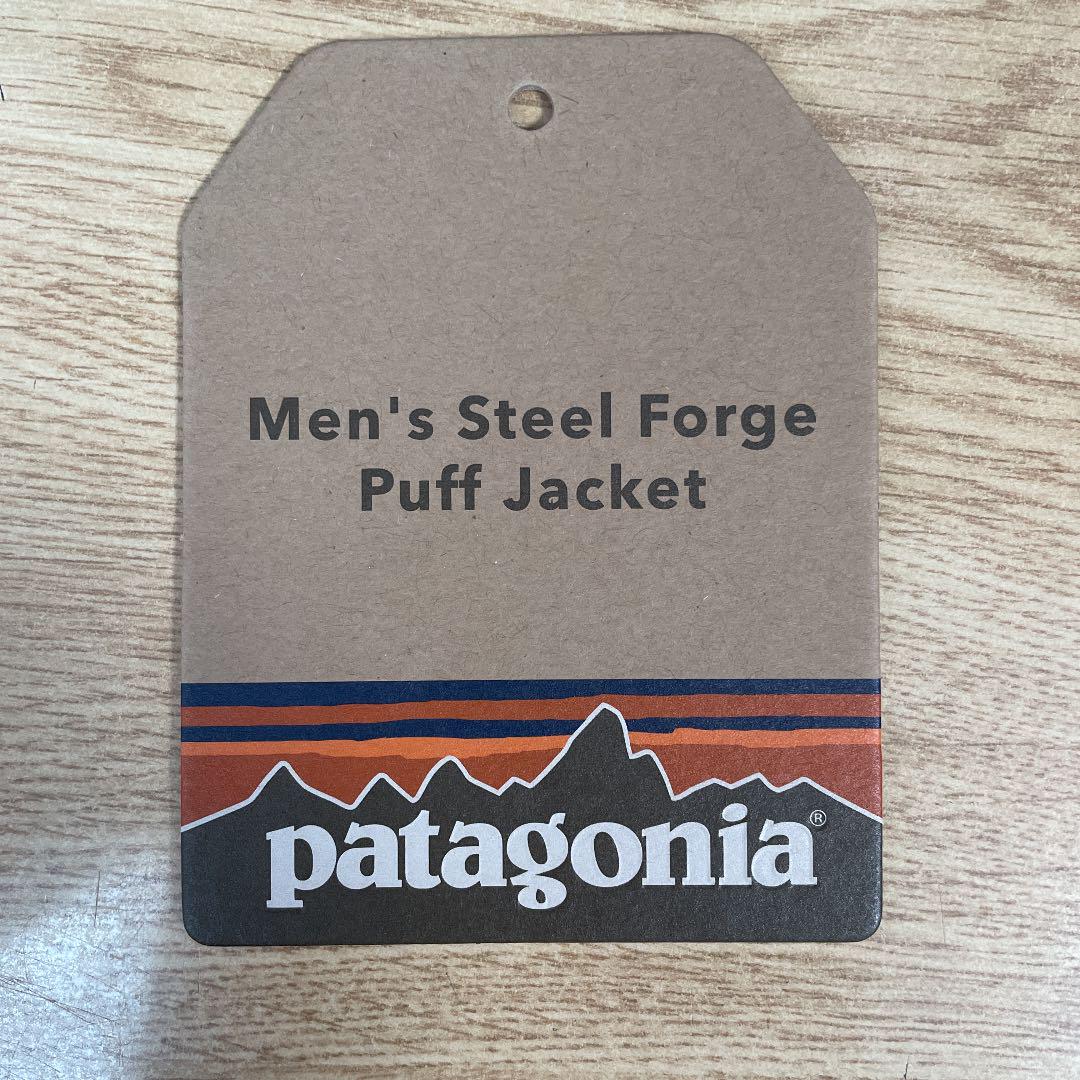 Men's Steel Forge
Puff Jacket
patagonia®